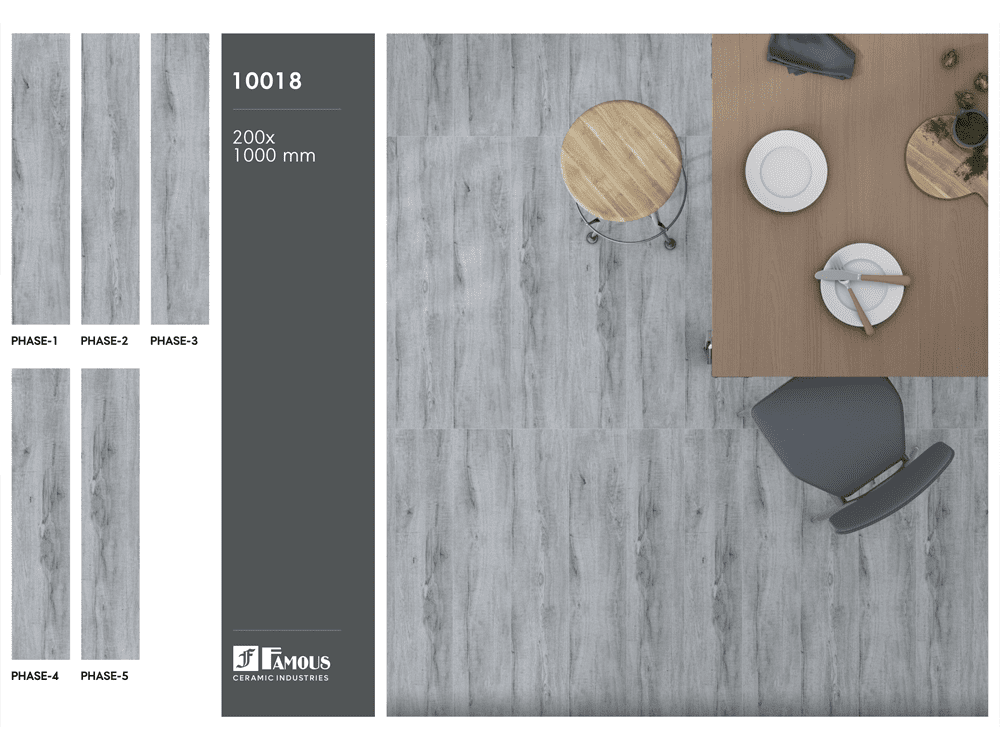 PHASE-1
PHASE-2
PHASE-3
PHASE-4
PHASE-5
10018
200x
1000 mm
F FAMOUS
CERAMIC INDUSTRIES